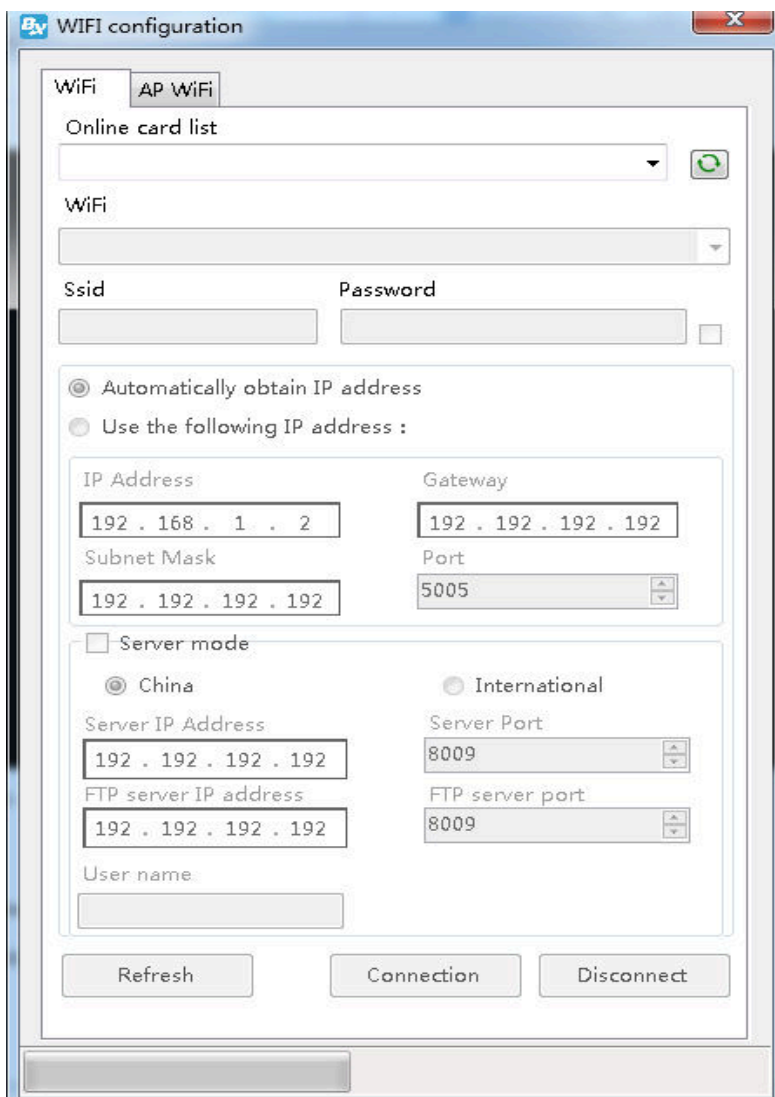 BX WIFI configuration
WiFi AP WiFi
Online card list
WiFi
Ssid Password
Automatically obtain IP address
Use the following IP address :
IP Address Gateway
192 . 168 . 1 . 2 192 . 192 . 192 . 192
Subnet Mask Port
192 . 192 . 192 . 192 5005
Server mode
China International
Server IP Address Server Port
192 . 192 . 192 . 192 8009
FTP server IP address FTP server port
192 . 192 . 192 . 192 8009
User name
Refresh Connection Disconnect